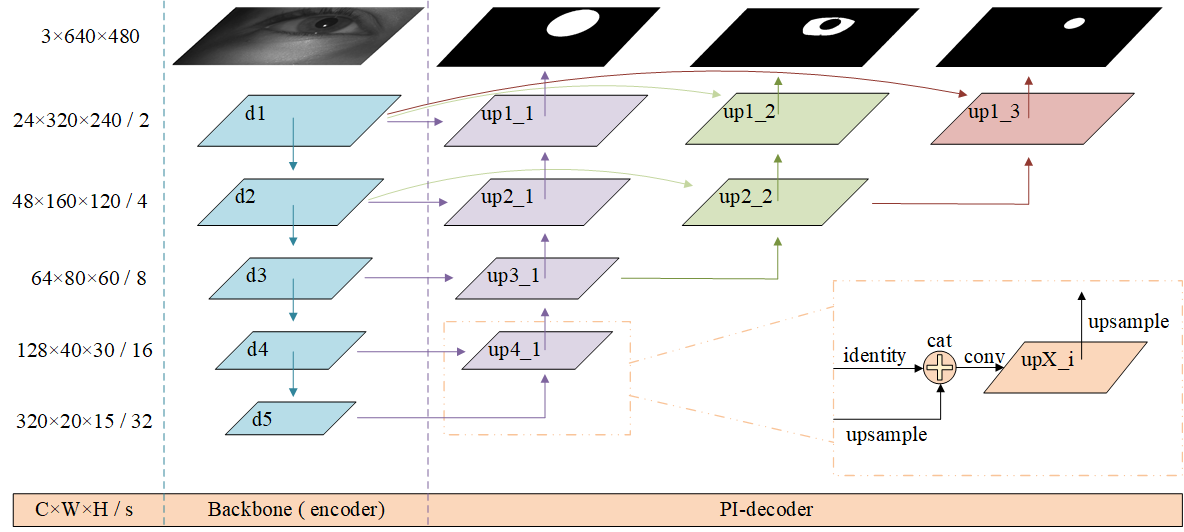 3×640×480
24×320×240 / 2
d1
up1_1
up1_2
up1_3
48×160×120 / 4
d2
up2_1
up2_2
64×80×60 / 8
d3
up3_1
128×40×30 / 16
d4
up4_1
320×20×15 / 32
d5
upsample
cat
identity
conv
upX_i
upsample
C×W×H / s
Backbone ( encoder)
PI-decoder